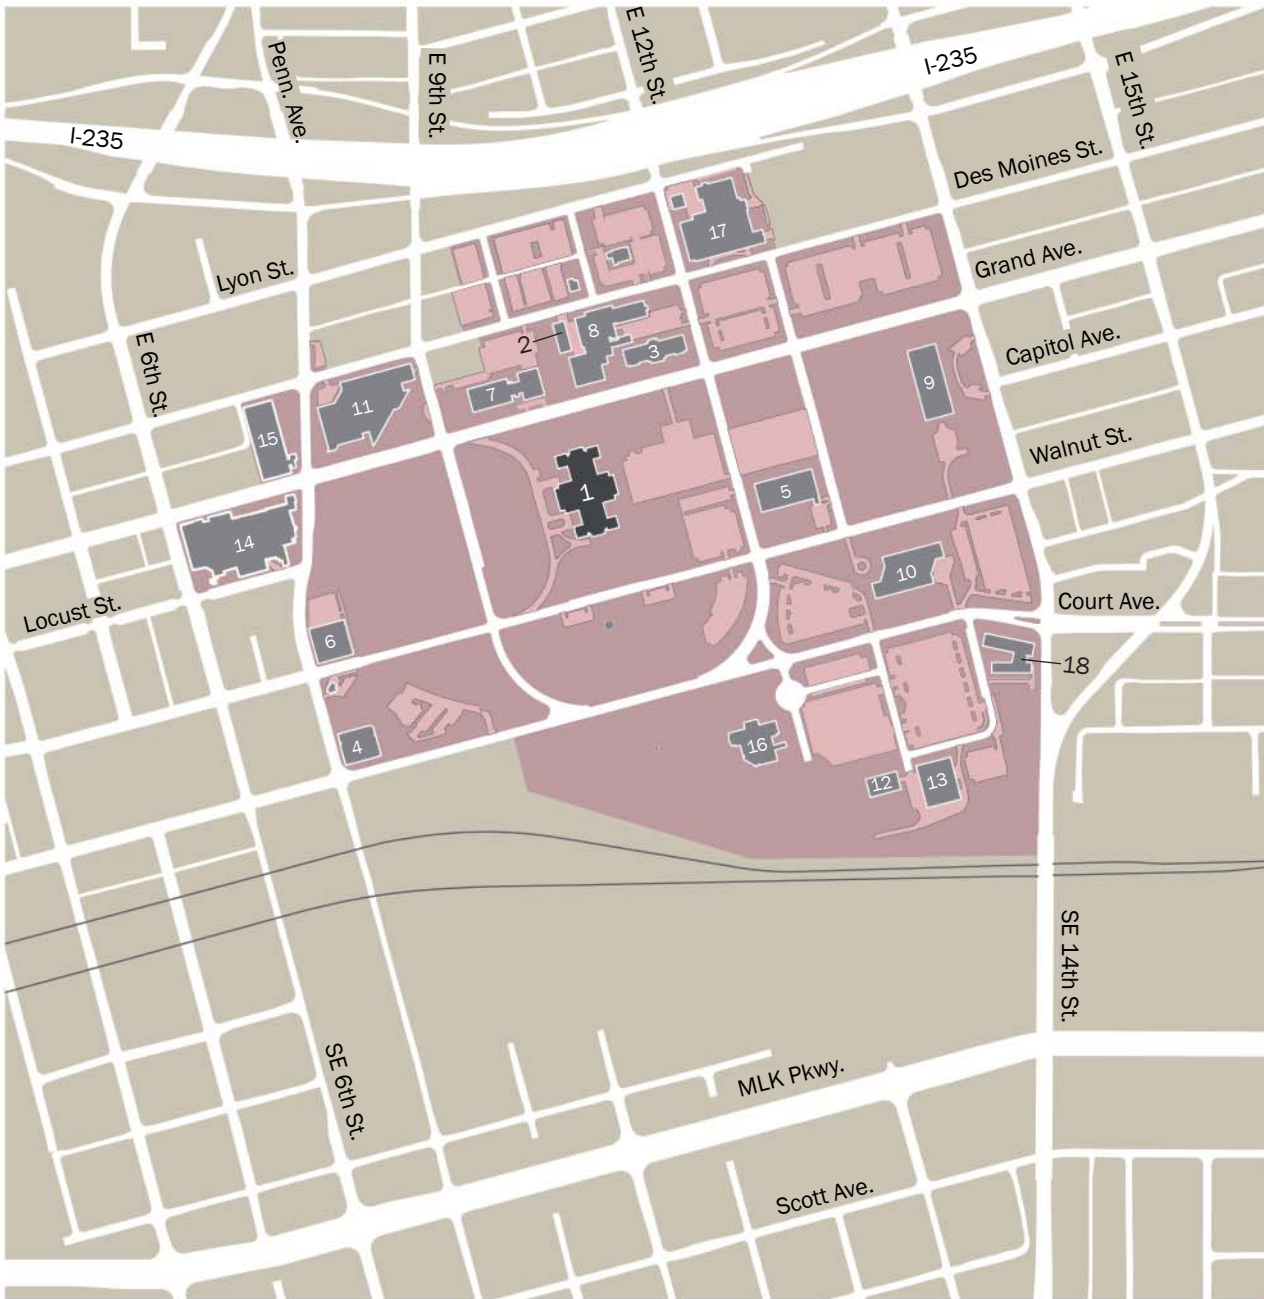 E 12th St.
I-235
Penn. Ave.
E 9th St.
E 15th St.
I-235
Des Moines St.
17
Grand Ave.
Lyon St.
8
2
3
Capitol Ave.
E 6th St.
9
7
11
15
Walnut St.
1
5
14
10
Court Ave.
Locust St.
6
18
16
4
13
12
SE 14th St.
SE 6th St.
MLK Pkwy.
Scott Ave.